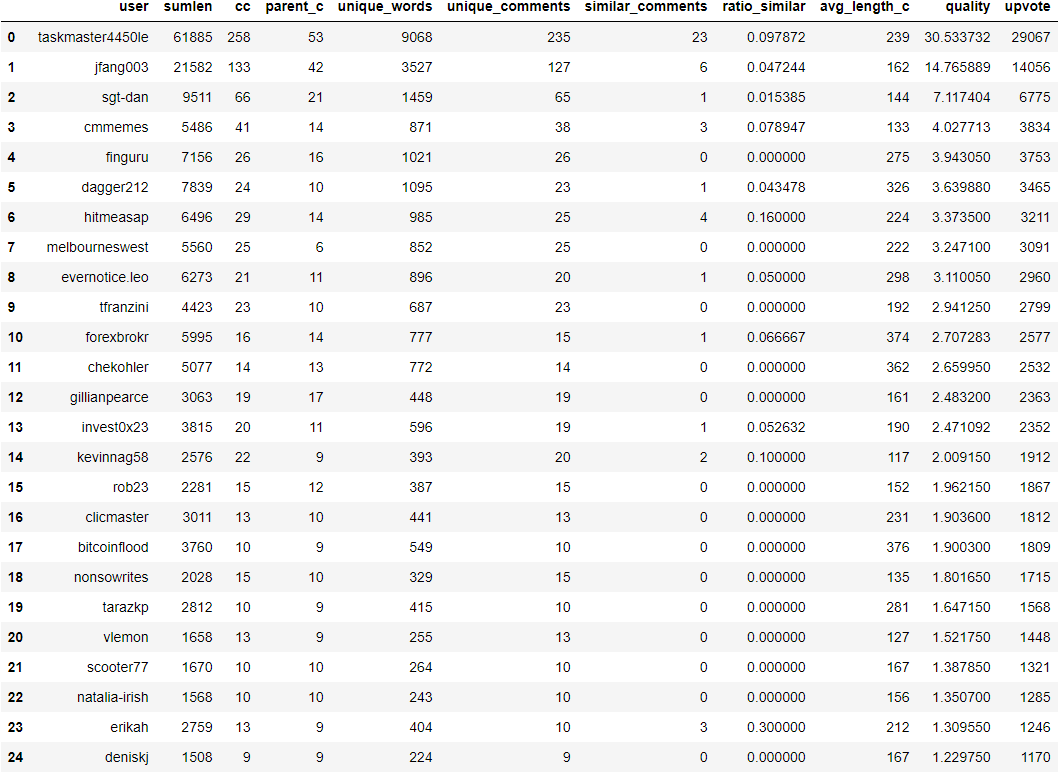 user sumlen cc parent_c unique_words unique_comments similar_comments ratio_similar avg_length_c quality upvote
0 taskmaster4450le 61885 258 53 9068 235 23 0.097872 239 30.533732 29067
1 jfang003 21582 133 42 3527 127 6 0.047244 162 14.765889 14056
2 sgt-dan 9511 66 21 1459 65 1 0.015385 144 7.117404 6775
3 cmmemes 5486 41 14 871 38 3 0.078947 133 4.027713 3834
4 finguru 7156 26 16 1021 26 0 0.000000 275 3.943050 3753
5 dagger212 7839 24 10 1095 23 1 0.043478 326 3.639880 3465
6 hitmeasap 6496 29 14 985 25 4 0.160000 224 3.373500 3211
7 melbourneswest 5560 25 6 852 25 0 0.000000 222 3.247100 3091
8 evernotice.leo 6273 21 11 896 20 1 0.050000 298 3.110050 2960
9 tfranzini 4423 23 10 687 23 0 0.000000 192 2.941250 2799
10 forexbrokr 5995 16 14 777 15 1 0.066667 374 2.707283 2577
11 chekohler 5077 14 13 772 14 0 0.000000 362 2.659950 2532
12 gillianpearce 3063 19 17 448 19 0 0.000000 161 2.483200 2363
13 invest0x23 3815 20 11 596 19 1 0.052632 190 2.471092 2352
14 kevinnag58 2576 22 9 393 20 2 0.100000 117 2.009150 1912
15 rob23 2281 15 12 387 15 0 0.000000 152 1.962150 1867
16 clicmaster 3011 13 10 441 13 0 0.000000 231 1.903600 1812
17 bitcoinflood 3760 10 9 549 10 0 0.000000 376 1.900300 1809
18 nonsowrites 2028 15 10 329 15 0 0.000000 135 1.801650 1715
19 tarazkp 2812 10 9 415 10 0 0.000000 281 1.647150 1568
20 vlemon 1658 13 9 255 13 0 0.000000 127 1.521750 1448
21 scooter77 1670 10 10 264 10 0 0.000000 167 1.387850 1321
22 natalia-irish 1568 10 10 243 10 0 0.000000 156 1.350700 1285
23 erikah 2759 13 9 404 10 3 0.300000 212 1.309550 1246
24 deniskj 1508 9 9 224 9 0 0.000000 167 1.229750 1170